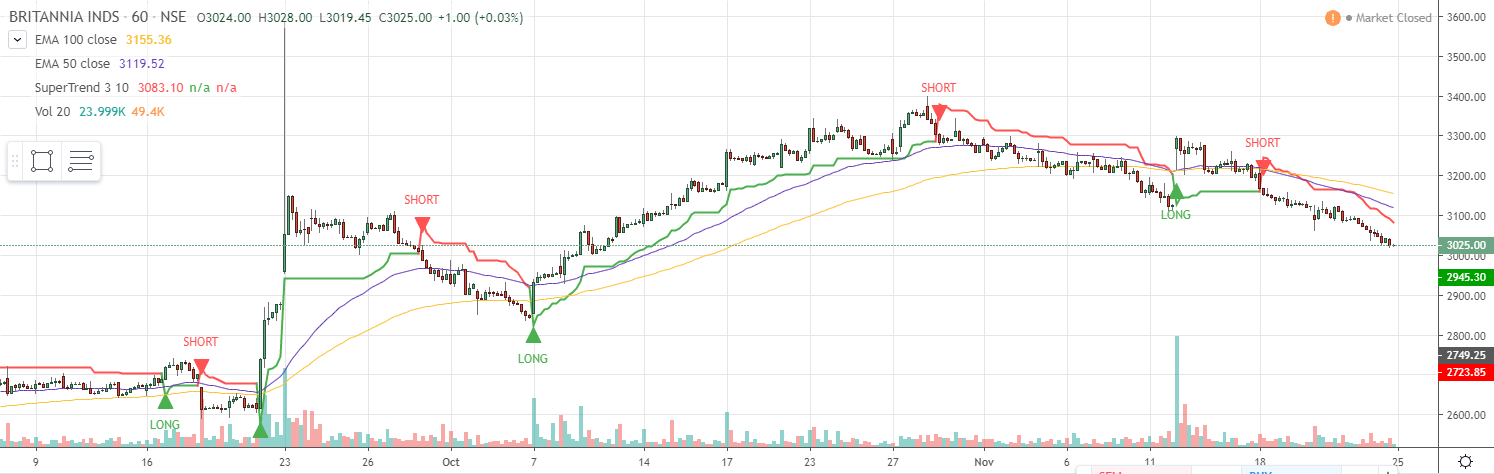 BRITANNIA INDS · 60 · NSE O3024.00 H3028.00 L3019.45 C3025.00 +1.00 (+0.03%)
Market Closed
EMA 100 close 3155.36
EMA 50 close 3119.52
SuperTrend 3 10 3083.10 n/a n/a
Vol 20 23.999K 49.4K
3600.00
3500.00
3400.00
3300.00
3200.00
3100.00
3025.00
3000.00
2945.30
2900.00
2800.00
2749.25
2723.85
2600.00
SHORT
SHORT
SHORT
SHORT
LONG
LONG
LONG
9 16 23 26 Oct 7 14 17 23 27 Nov 6 11 18 25